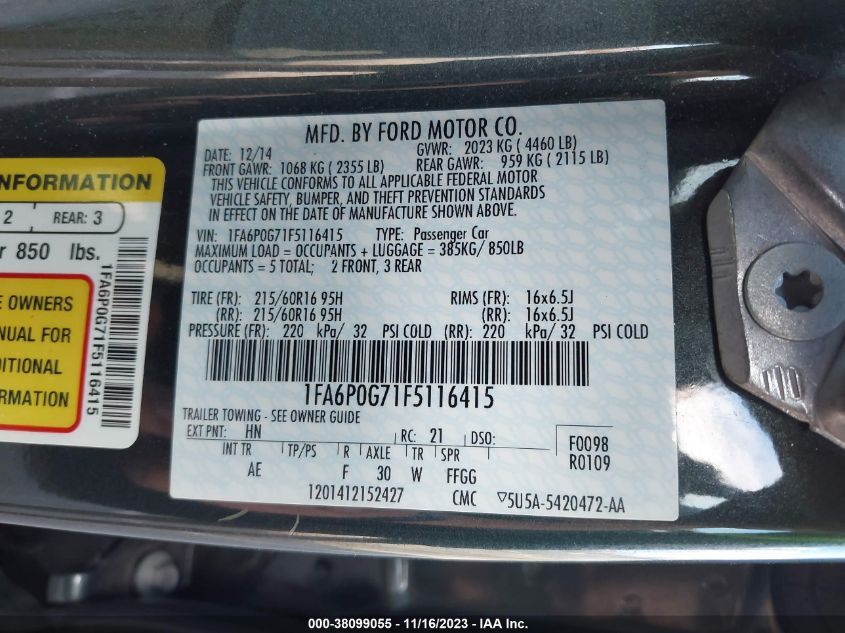 MFD. BY FORD MOTOR CO.
DATE: 12/14 GVWR: 2023 KG ( 4460 LB)
FRONT GAWR: 1068 KG ( 2355 LB) REAR GAWR: 959 KG ( 2115 LB)
THIS VEHICLE CONFORMS TO ALL APPLICABLE FEDERAL MOTOR
VEHICLE SAFETY, BUMPER, AND THEFT PREVENTION STANDARDS
IN EFFECT ON THE DATE OF MANUFACTURE SHOWN ABOVE.
VIN: 1FA6P0G71F5116415 TYPE: Passenger Car
MAXIMUM LOAD = OCCUPANTS + LUGGAGE = 385KG/ 850LB
OCCUPANTS = 5 TOTAL; 2 FRONT, 3 REAR
TIRE (FR): 215/60R16 95H RIMS (FR): 16x6.5J
(RR): 215/60R16 95H (RR): 16x6.5J
PRESSURE (FR): 220 kPa/ 32 PSI COLD (RR): 220 kPa/ 32 PSI COLD
1FA6P0G71F5116415
TRAILER TOWING - SEE OWNER GUIDE
EXT PNT: HN RC: 21 DSO: F0098
INT TR TP/PS R AXLE TR SPR R0109
AE F 30 W FFGG
1201412152427 CMC ▽5U5A-5420472-AA
NFORMATION
2 REAR: 3
r 850 lbs.
E OWNERS
NUAL FOR
DITIONAL
ORMATION
1FA6P0G71F5116415
000-38099055 - 11/16/2023 - IAA Inc.